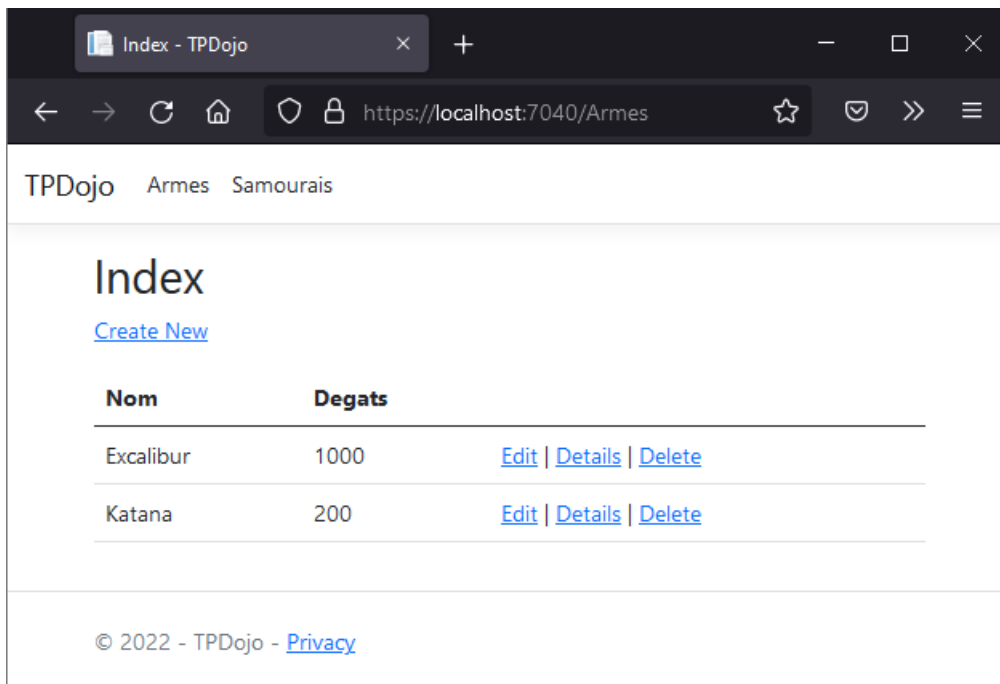 Index - TPDojo
https://localhost:7040/Armes
TPDojo Armes Samourais
Index
Create New
Nom Degats
Excalibur 1000 Edit | Details | Delete
Katana 200 Edit | Details | Delete
© 2022 - TPDojo - Privacy